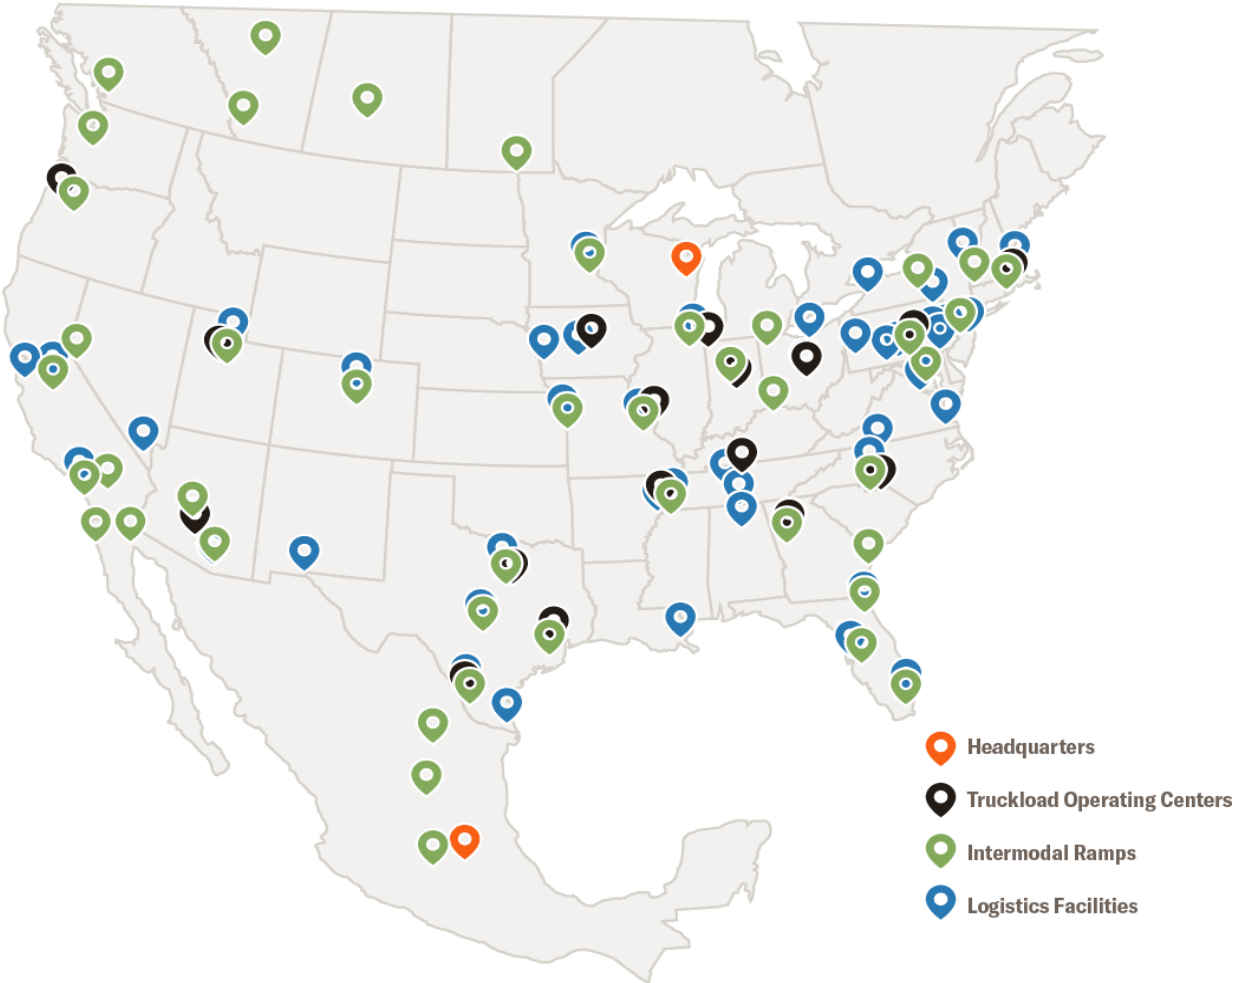 Headquarters
Truckload Operating Centers
Intermodal Ramps
Logistics Facilities